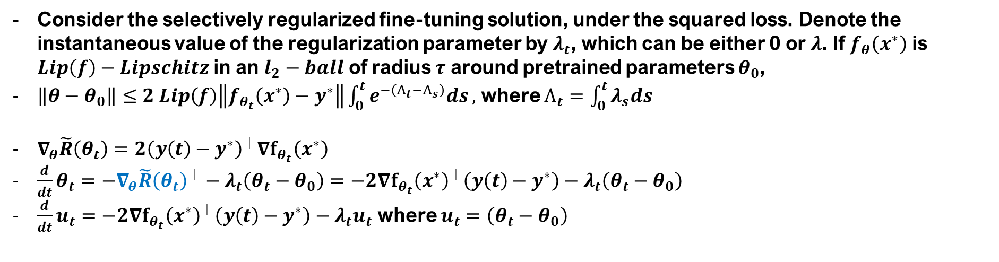 - Consider the selectively regularized fine-tuning solution, under the squared loss. Denote the
instantaneous value of the regularization parameter by λ_t, which can be either 0 or λ. If f_θ(x*) is
Lip(f) − Lipschitz in an l_2 − ball of radius τ around pretrained parameters θ_0,
- ‖θ − θ_0‖ ≤ 2 Lip(f)‖f_{θ_t}(x*) − y*‖ ∫_0^t e^{−(Λ_t−Λ_s)} ds, where Λ_t = ∫_0^t λ_s ds
- ∇_θ R̃(θ_t) = 2(y(t) − y*)^⊤ ∇f_{θ_t}(x*)
- d/dt θ_t = −∇_θ R̃(θ_t)^⊤ − λ_t(θ_t − θ_0) = −2∇f_{θ_t}(x*)^⊤(y(t) − y*) − λ_t(θ_t − θ_0)
- d/dt u_t = −2∇f_{θ_t}(x*)^⊤(y(t) − y*) − λ_t u_t where u_t = (θ_t − θ_0)